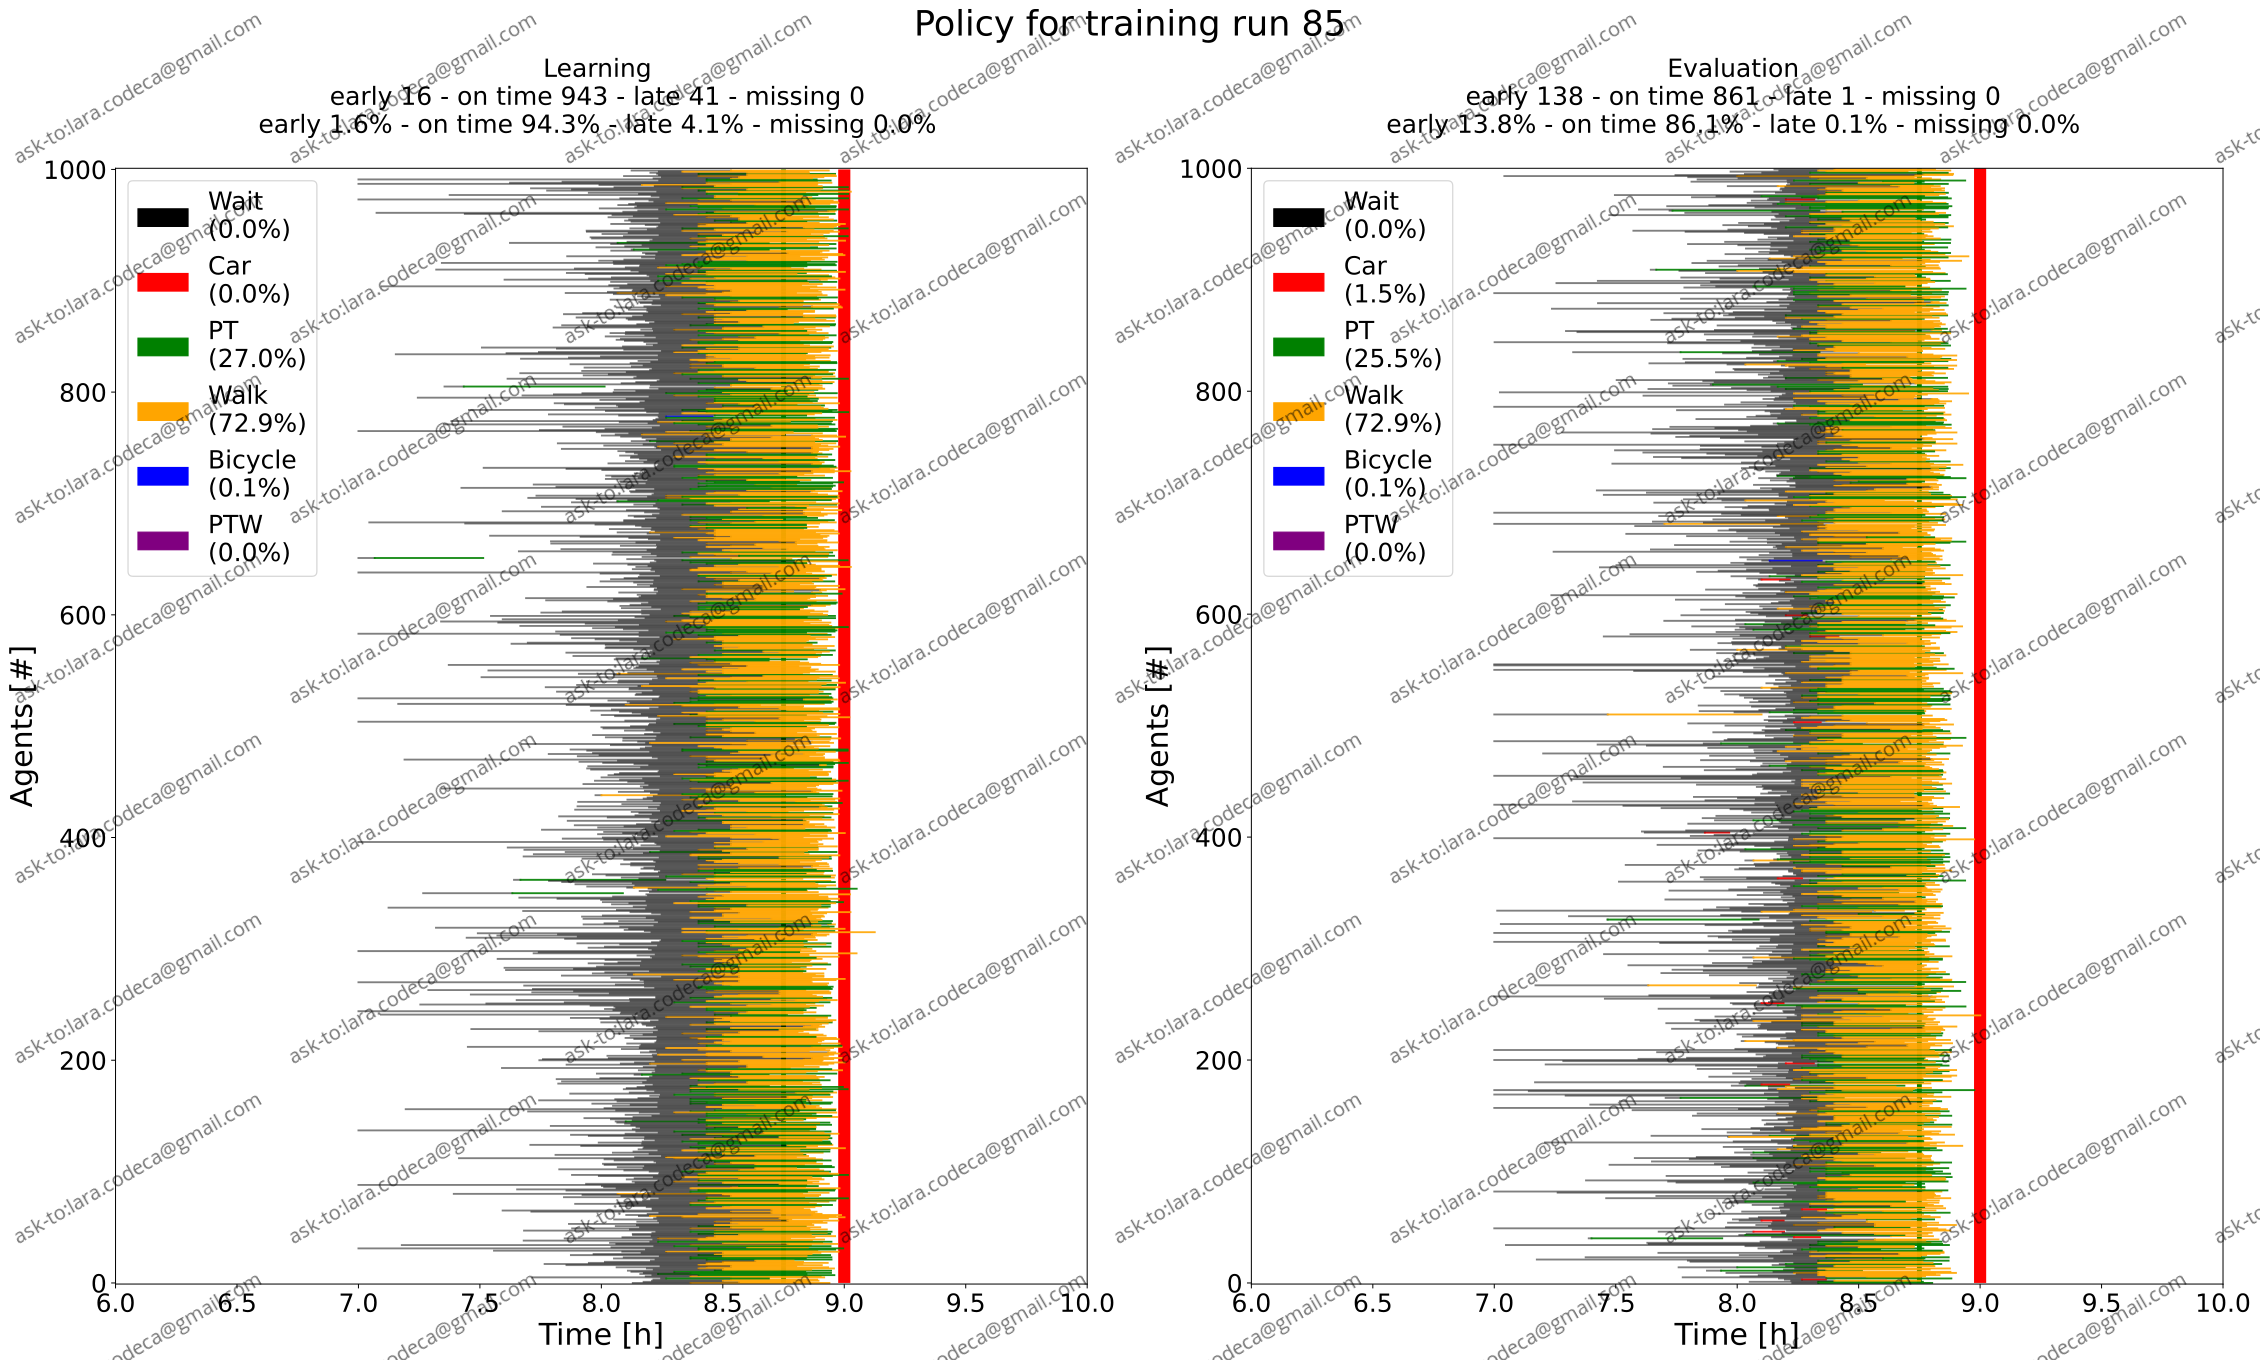 Policy for training run 85
Learning
early 16 - on time 943 - late 41 - missing 0
early 1.6% - on time 94.3% - late 4.1% - missing 0.0%
Agents [#]
1000
800
600
400
200
0
Wait
(0.0%)
Car
(0.0%)
PT
(27.0%)
Walk
(72.9%)
Bicycle
(0.1%)
PTW
(0.0%)
6.0 6.5 7.0 7.5 8.0 8.5 9.0 9.5 10.0
Time [h]
Evaluation
early 138 - on time 861 - late 1 - missing 0
early 13.8% - on time 86.1% - late 0.1% - missing 0.0%
Agents [#]
1000
800
600
400
200
0
Wait
(0.0%)
Car
(1.5%)
PT
(25.5%)
Walk
(72.9%)
Bicycle
(0.1%)
PTW
(0.0%)
6.0 6.5 7.0 7.5 8.0 8.5 9.0 9.5 10.0
Time [h]
ask-to:lara.codeca@gmail.com